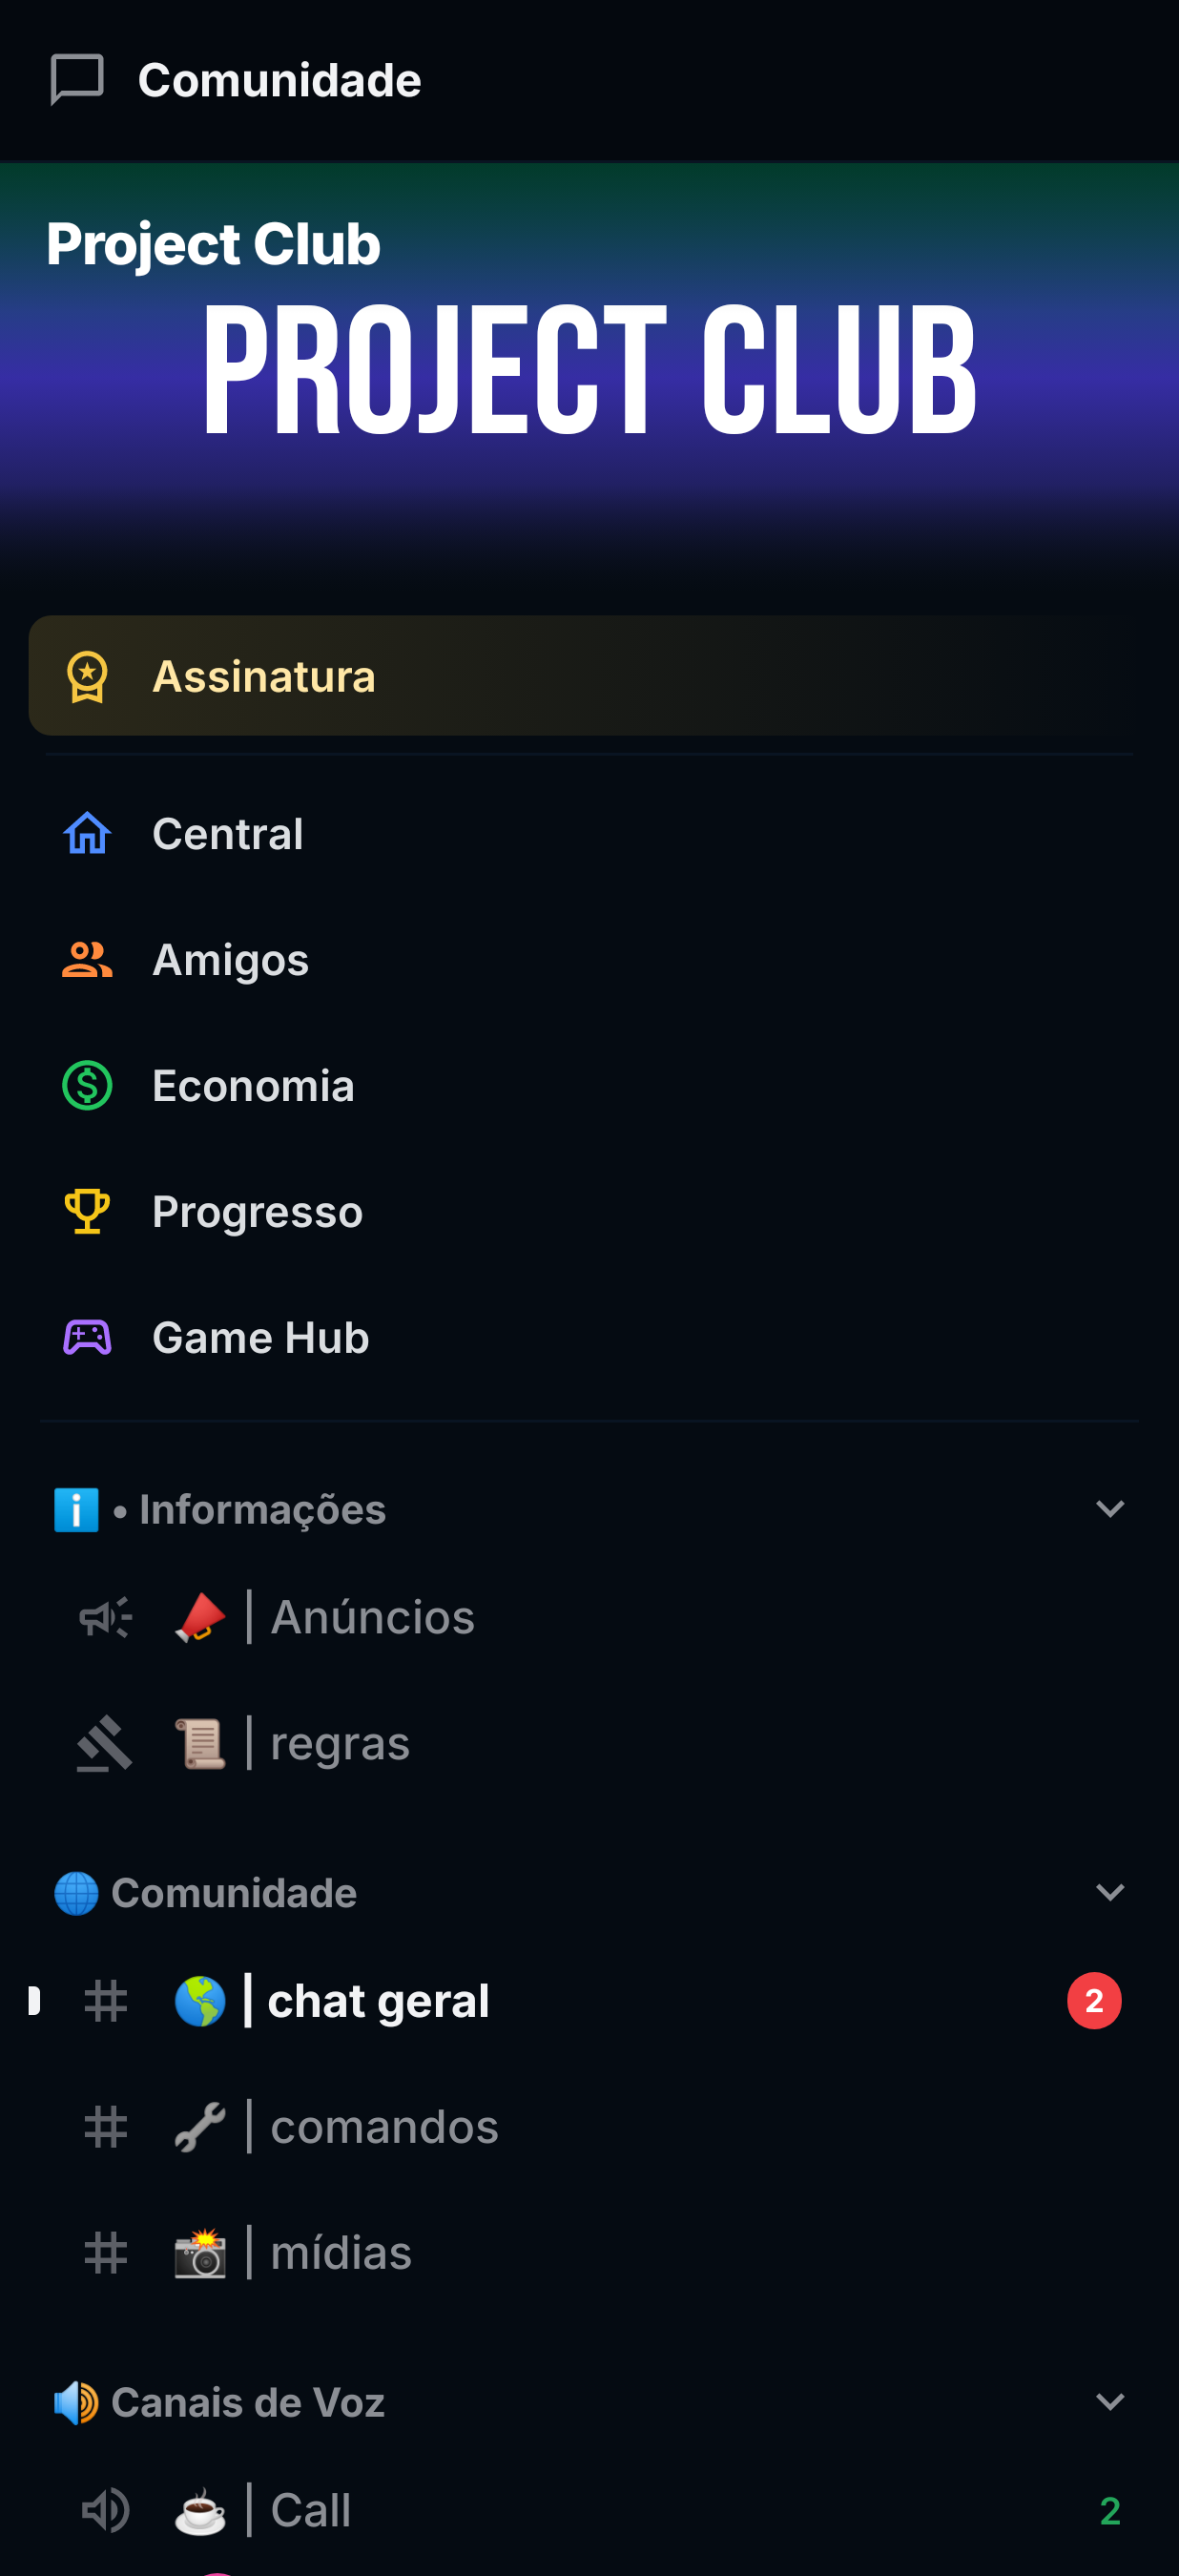 Comunidade
Project Club
PROJECT CLUB
Assinatura
Central
Amigos
Economia
Progresso
Game Hub
ℹ️ • Informações
📣 | Anúncios
📜 | regras
🌐 Comunidade
🌎 | chat geral 2
🔧 | comandos
📸 | mídias
🔊 Canais de Voz
☕ | Call 2